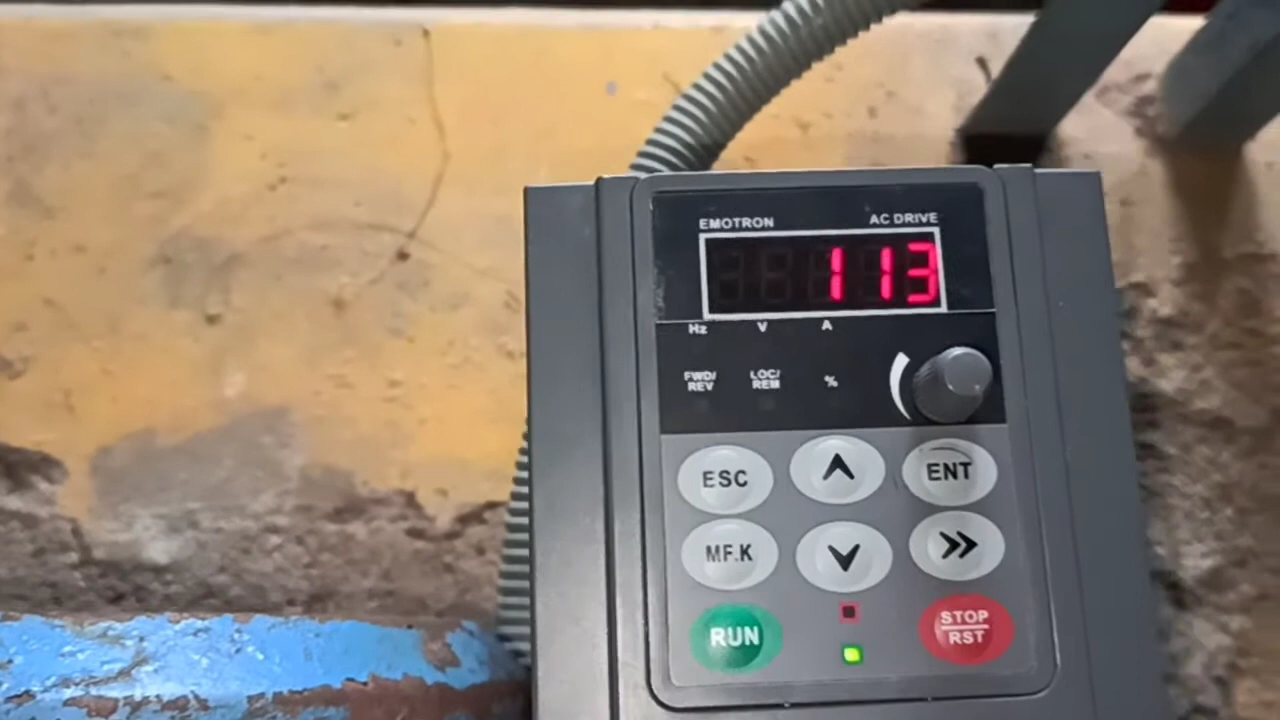 EMOTRON AC DRIVE
113
Hz V A
FWD/
REV
LOC/
REM
%
ESC
ENT
MF.K
RUN
STOP
RST